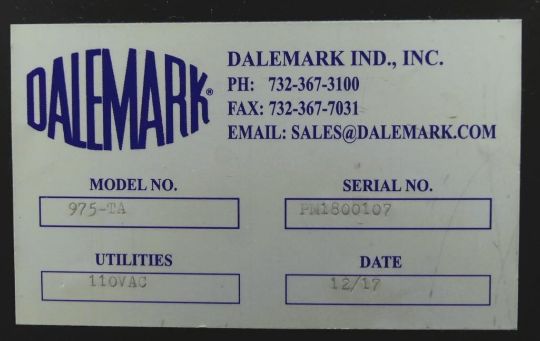 DALEMARK®
DALEMARK IND., INC.
PH: 732-367-3100
FAX: 732-367-7031
EMAIL: SALES@DALEMARK.COM
MODEL NO. SERIAL NO.
975-TA PM1800107
UTILITIES DATE
110VAC 12/17